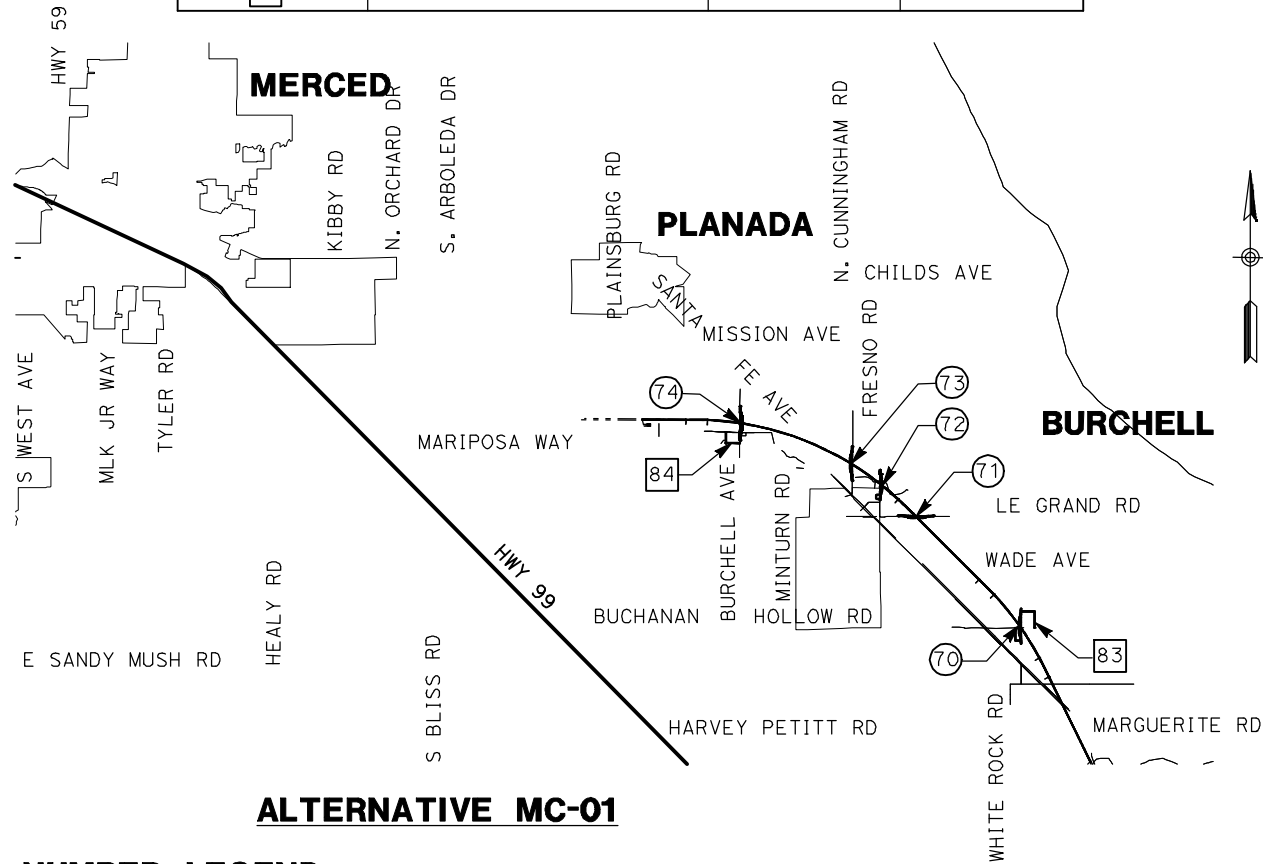 HWY 59
MERCED
KIBBY RD
N. ORCHARD DR
S. ARBOLEDA DR
PLAINSBURG RD
PLANADA
N. CUNNINGHAM RD
CHILDS AVE
SANTA
FE AVE
MISSION AVE
FRESNO RD
S WEST AVE
MLK JR WAY
TYLER RD
74
73
72
BURCHELL
MARIPOSA WAY
84
71
BURCHELL AVE
MINTURN RD
LE GRAND RD
WADE AVE
HWY 99
HEALY RD
BUCHANAN HOLLOW RD
E SANDY MUSH RD
S BLISS RD
70
83
HARVEY PETITT RD
WHITE ROCK RD
MARGUERITE RD
ALTERNATIVE MC-01
NUMBER LEGEND